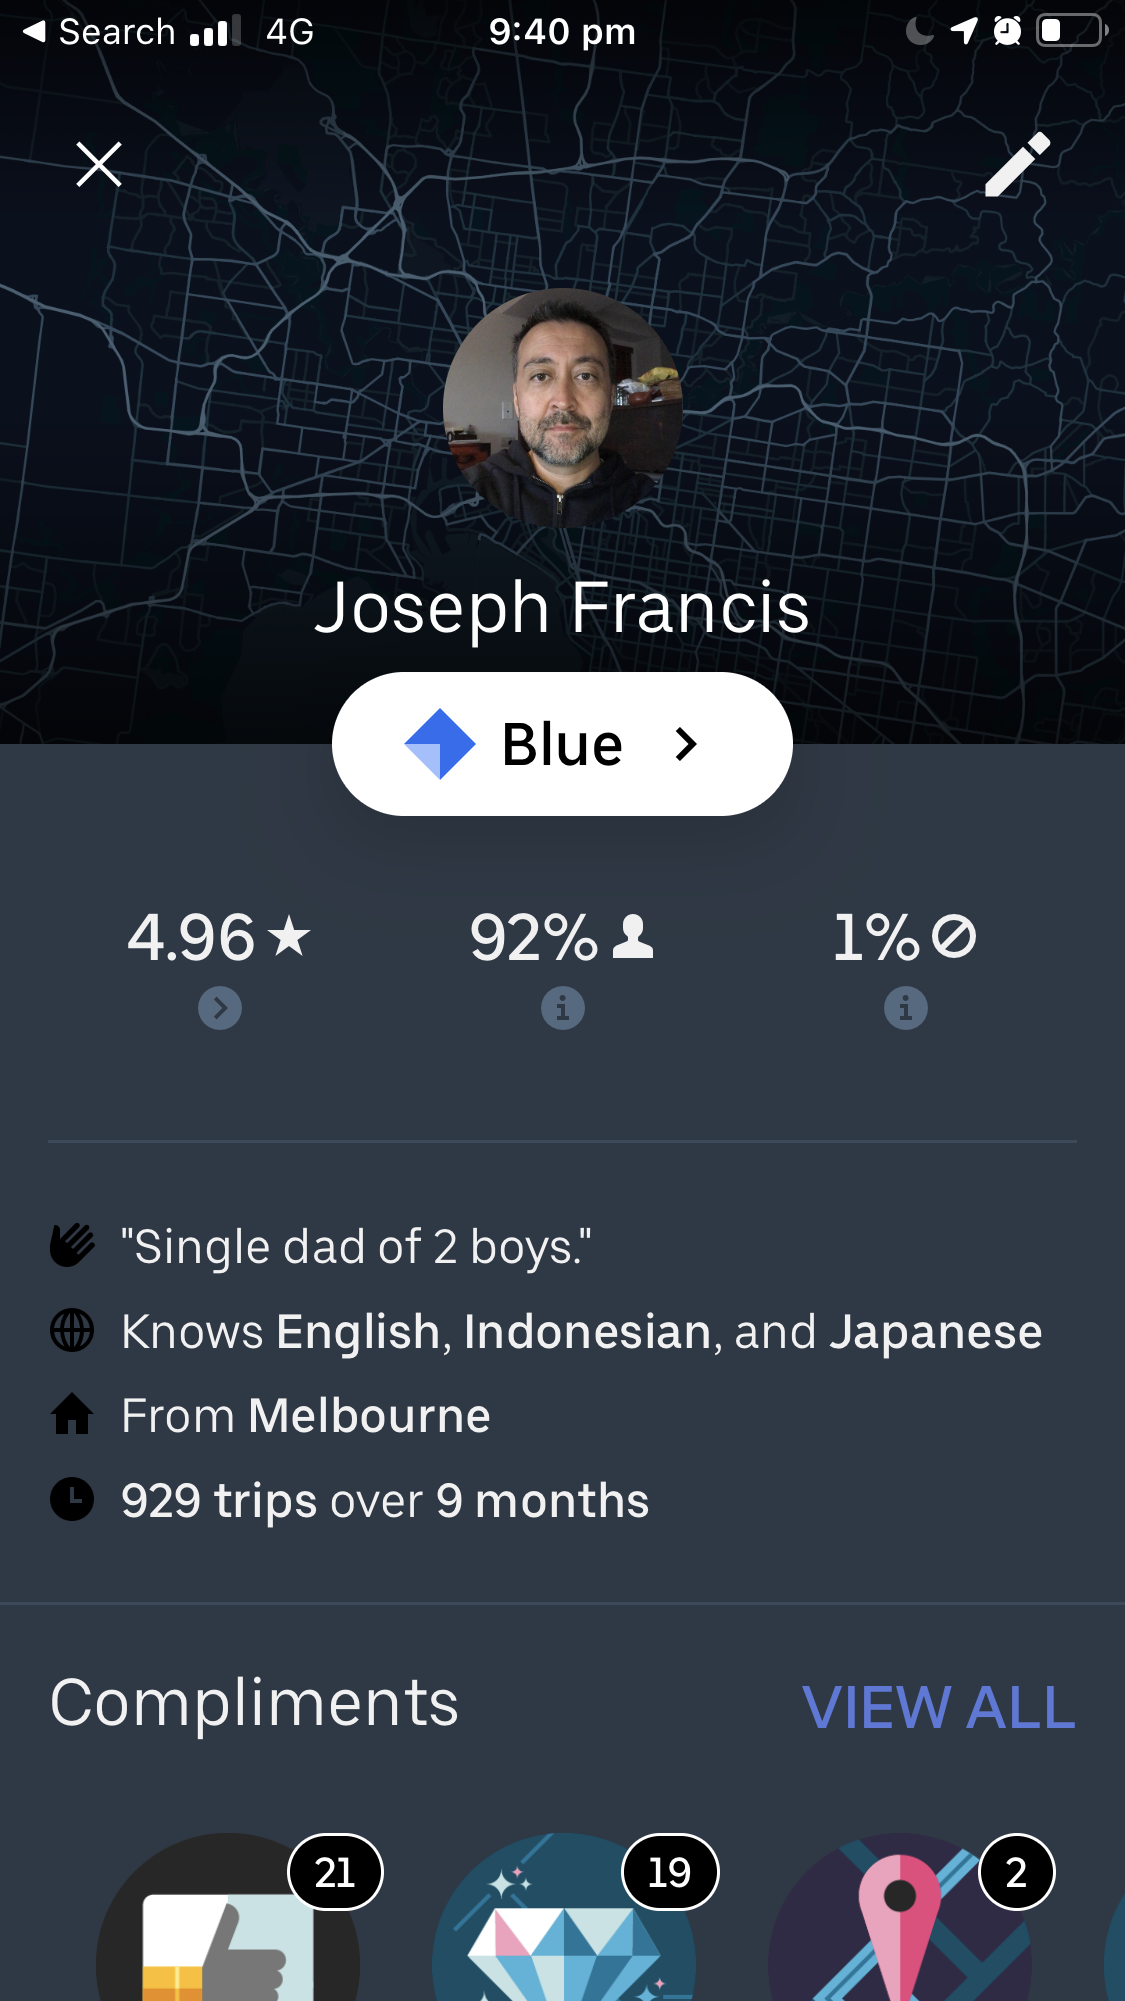 Search 4G 9:40 pm
Joseph Francis
Blue
4.96 92% 1%
"Single dad of 2 boys."
Knows English, Indonesian, and Japanese
From Melbourne
929 trips over 9 months
Compliments VIEW ALL
21 19 2